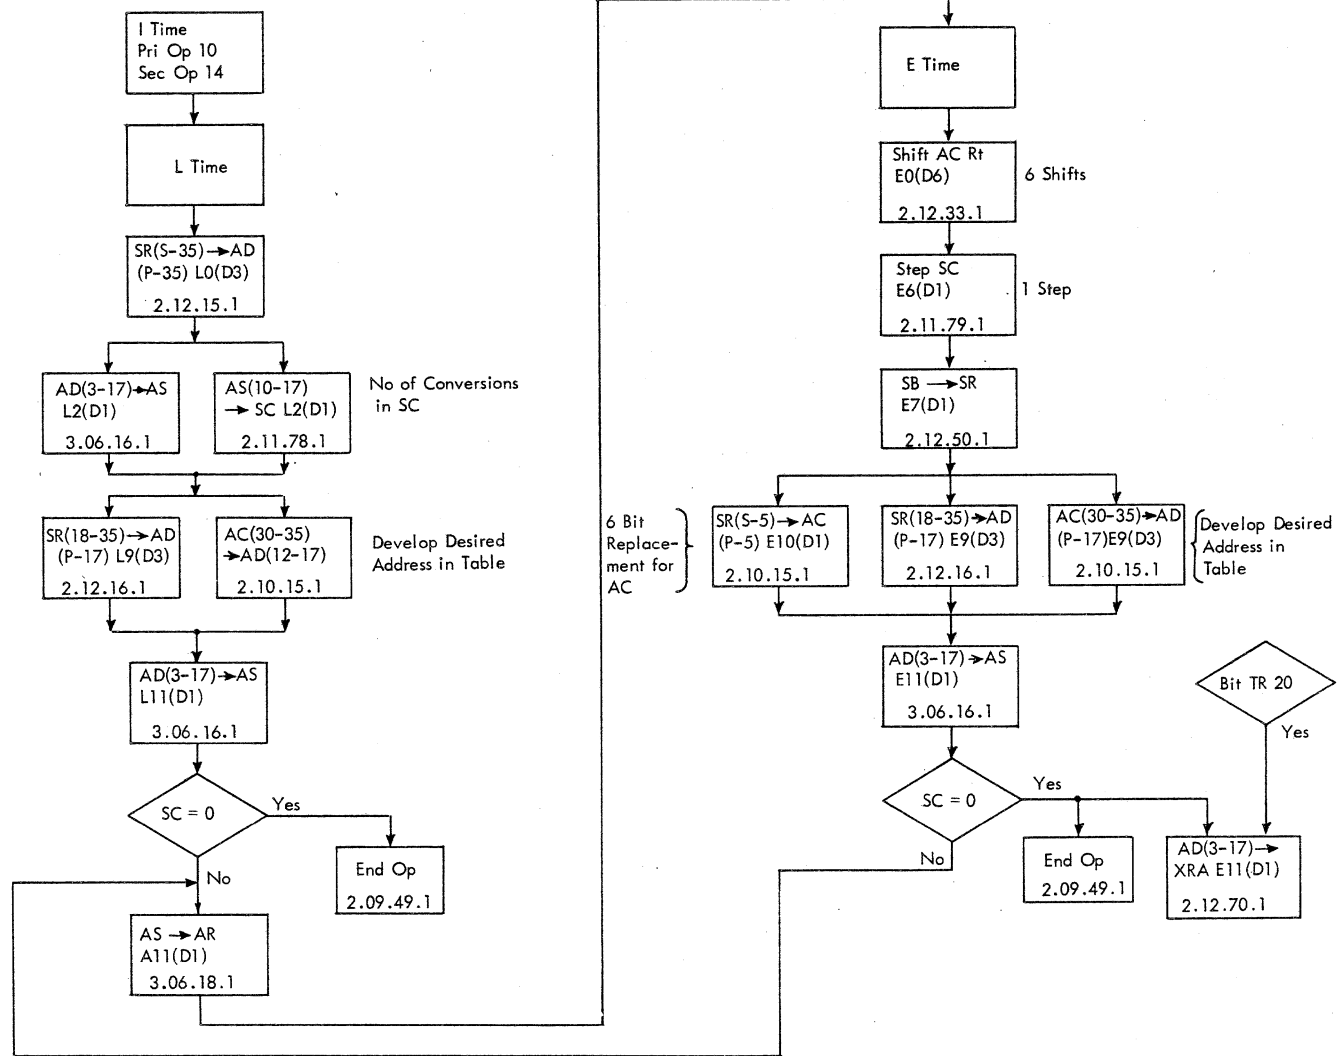 I Time
Pri Op 10
Sec Op 14
L Time
SR(S-35)→AD
(P-35) L0(D3)
2.12.15.1
AD(3-17)→AS
L2(D1)
3.06.16.1
AS(10-17)
→ SC L2(D1)
2.11.78.1
No of Conversions
in SC
SR(18-35)→AD
(P-17) L9(D3)
2.12.16.1
AC(30-35)
→AD(12-17)
2.10.15.1
Develop Desired
Address in Table
AD(3-17)→AS
L11(D1)
3.06.16.1
SC = 0
Yes
End Op
2.09.49.1
No
AS → AR
A11(D1)
3.06.18.1
E Time
Shift AC Rt
E0(D6)
2.12.33.1
6 Shifts
Step SC
E6(D1)
2.11.79.1
1 Step
SB → SR
E7(D1)
2.12.50.1
6 Bit
Replace-
ment for
AC
SR(S-5)→ AC
(P-5) E10(D1)
2.10.15.1
SR(18-35)→AD
(P-17) E9(D3)
2.12.16.1
AC(30-35)→AD
(P-17)E9(D3)
2.10.15.1
Develop Desired
Address in
Table
AD(3-17)→AS
E11(D1)
3.06.16.1
SC = 0
Yes
No
End Op
2.09.49.1
Bit TR 20
Yes
AD(3-17)→
XRA E11(D1)
2.12.70.1